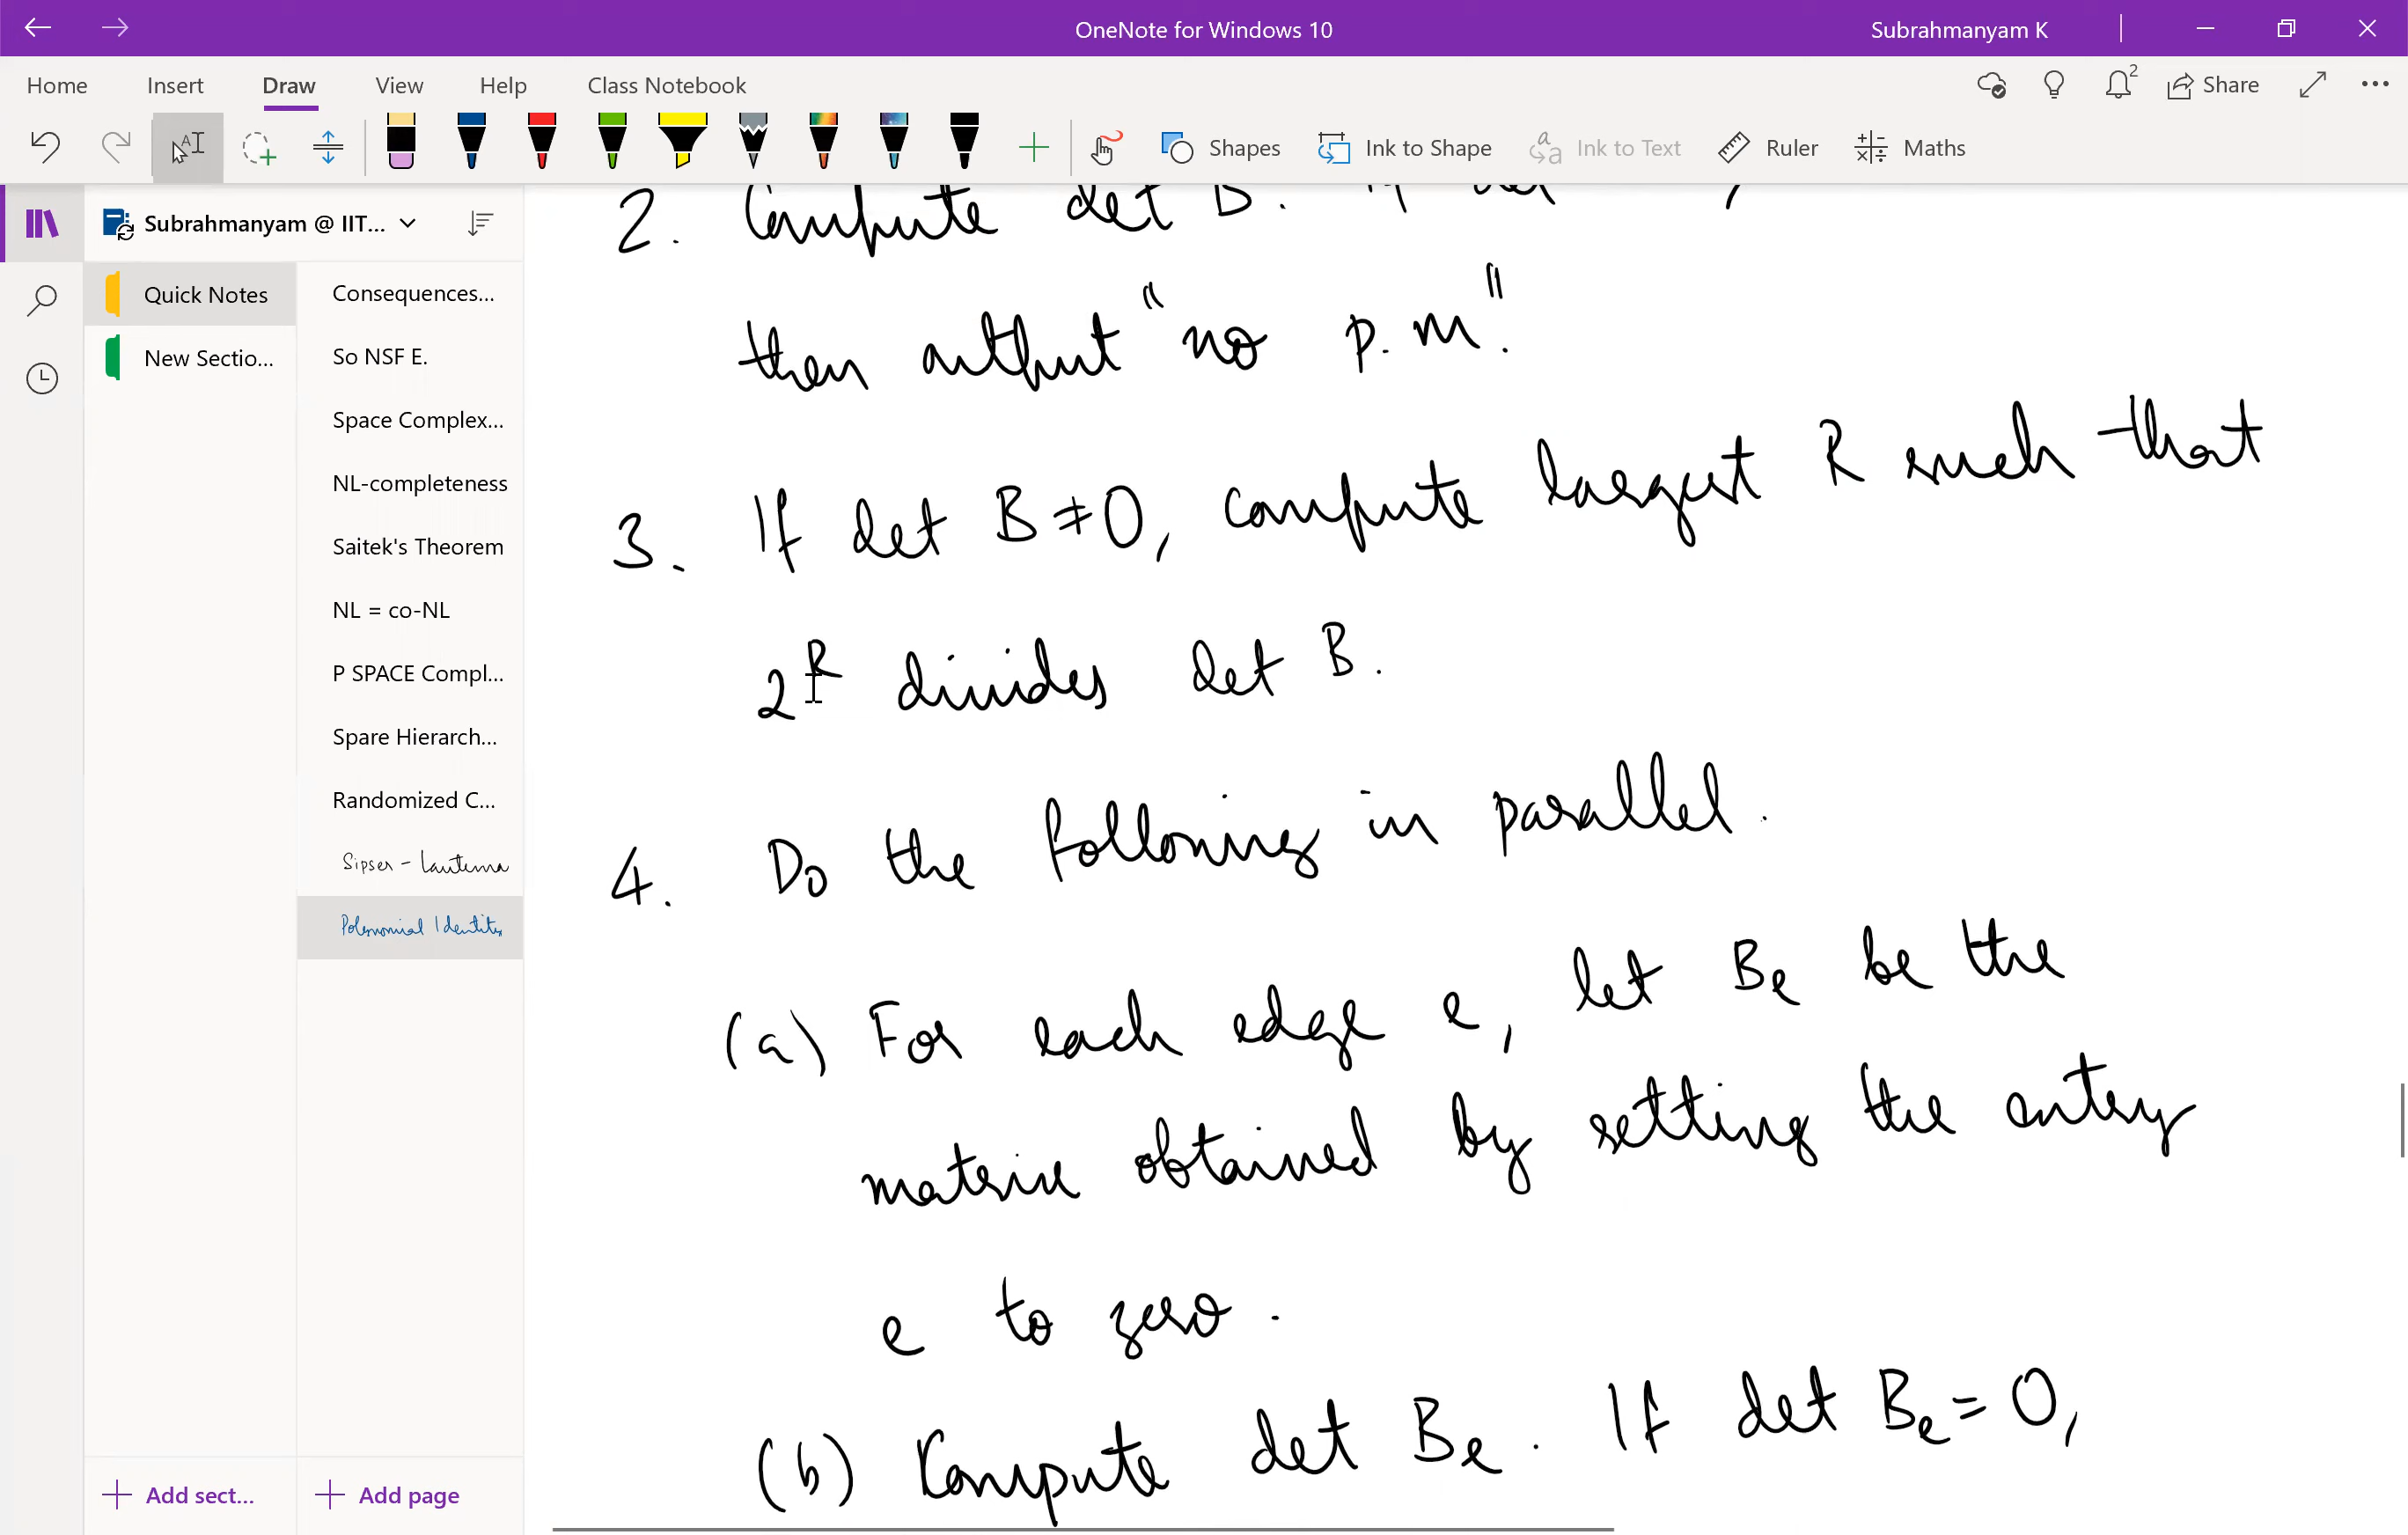 OneNote for Windows 10
Subrahmanyam K
Home Insert Draw View Help Class Notebook
2
Share
Shapes Ink to Shape Ink to Text Ruler Maths
Subrahmanyam @ IIT...
Quick Notes
New Sectio...
Consequences...
So NSF E.
Space Complex...
NL-completeness
Saitek's Theorem
NL = co-NL
P SPACE Compl...
Spare Hierarch...
Randomized C...
Sipser - Lautema
Polynomial Identity
Add sect...
Add page
2. Compute det B. If det
then output "no p.m".
3. If det B ≠ 0, compute largest R such that
2^R divides det B.
4. Do the following in parallel.
(a) For each edge e, let B_e be the
matrix obtained by setting the entry
e to zero.
(b) Compute det B_e. If det B_e = 0,